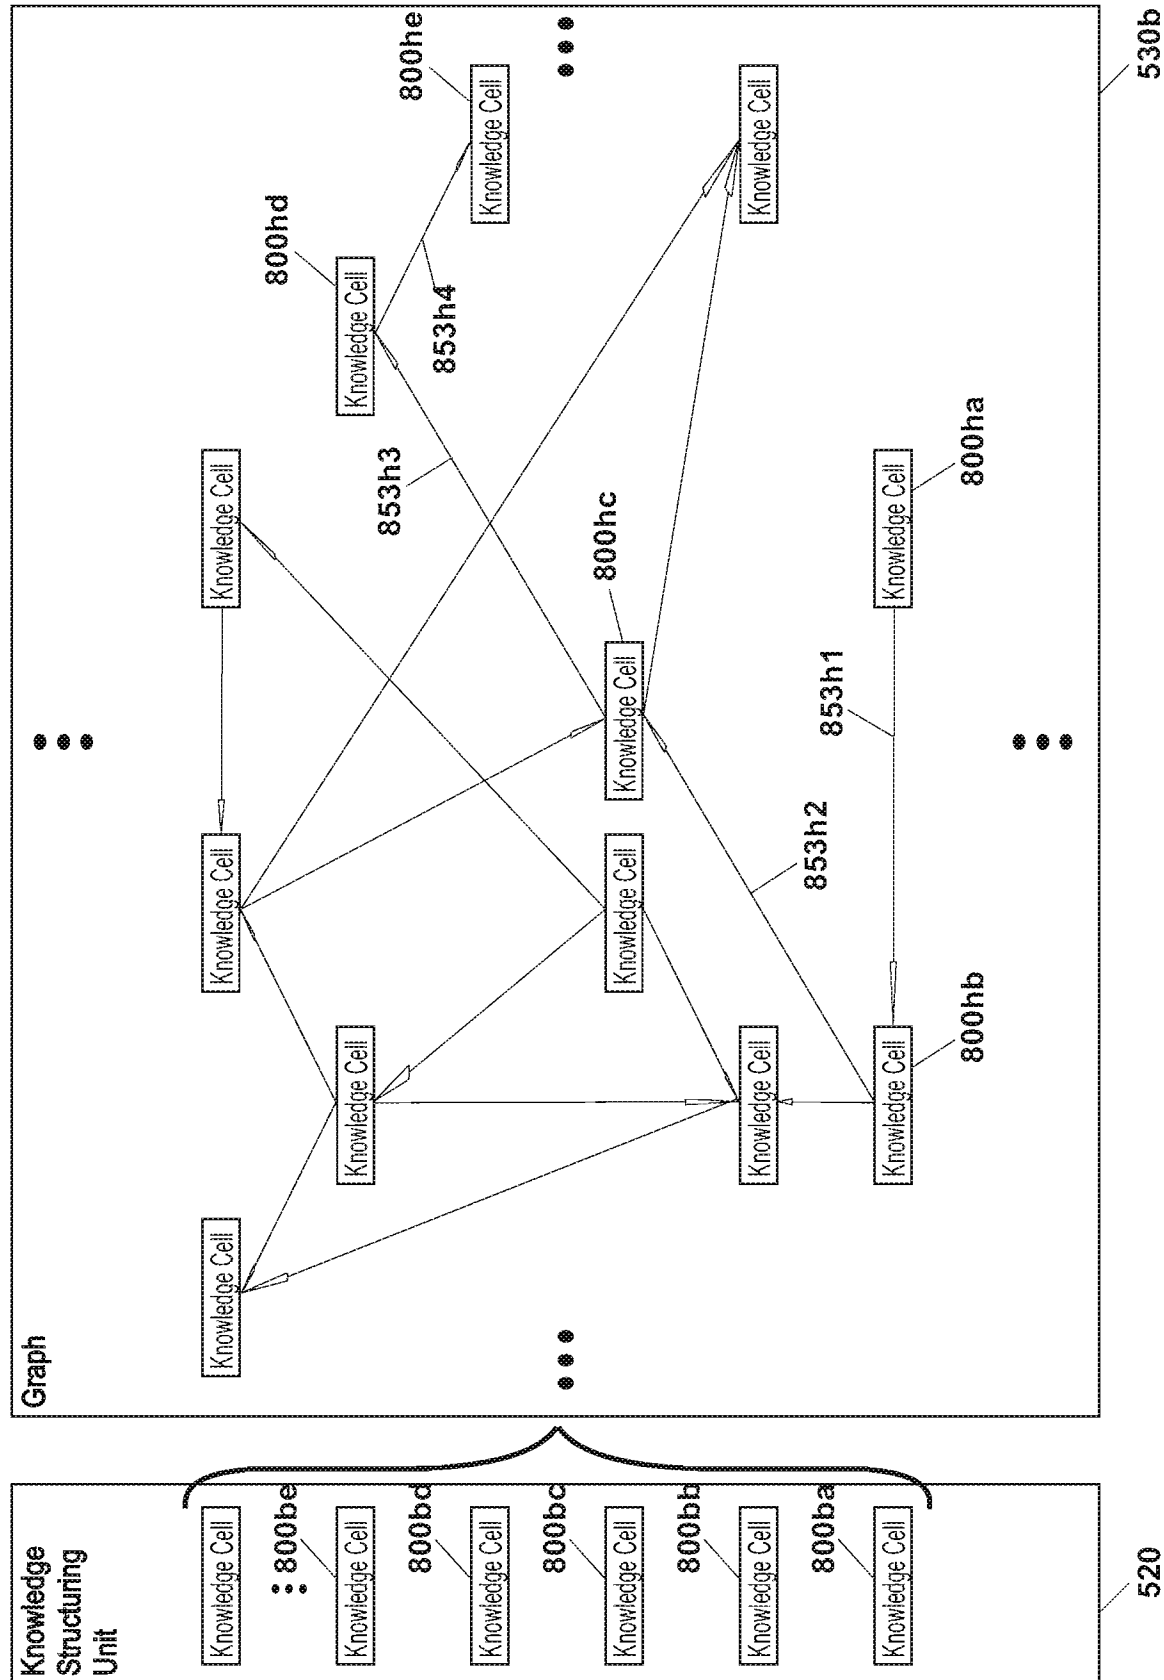 Knowledge
Structuring
Unit
Knowledge Cell
800be
Knowledge Cell
800bd
Knowledge Cell
800bc
Knowledge Cell
800bb
Knowledge Cell
800ba
Knowledge Cell
520
Graph
Knowledge Cell
Knowledge Cell
Knowledge Cell
800hd
Knowledge Cell
Knowledge Cell
853h3
800he
853h4
Knowledge Cell
800hc
Knowledge Cell
Knowledge Cell
Knowledge Cell
Knowledge Cell
853h2
853h1
Knowledge Cell
Knowledge Cell
800hb
800ha
530b